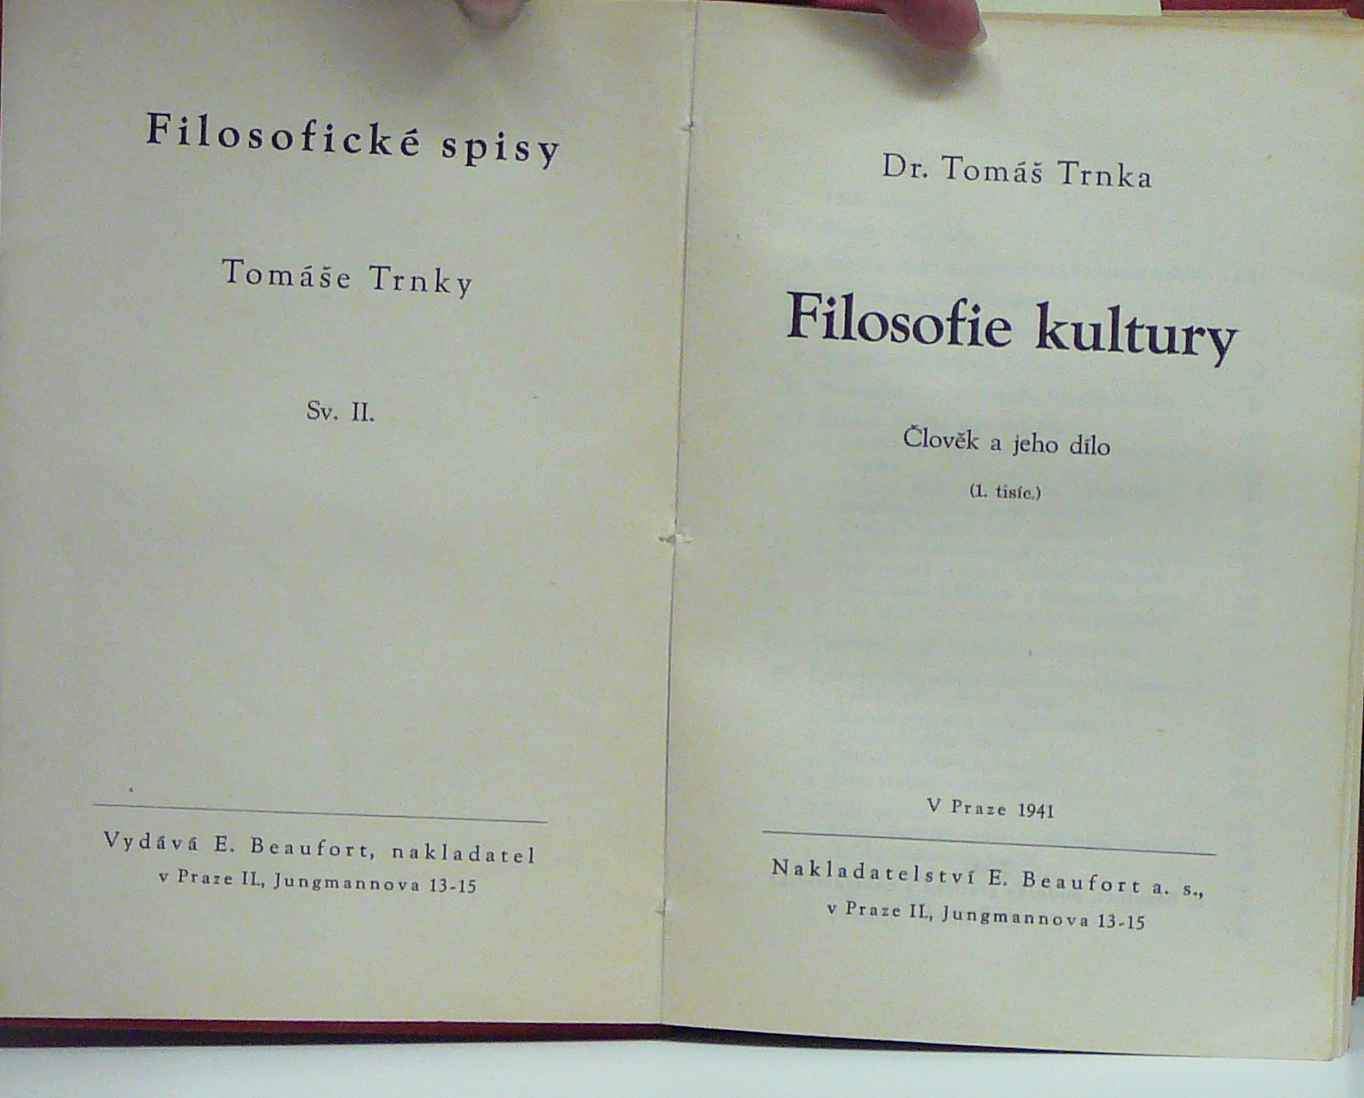 Filosofické spisy
Tomáše Trnky
Sv. II.
Vydává E. Beaufort, nakladatel
v Praze II., Jungmannova 13-15
Dr. Tomáš Trnka
Filosofie kultury
Člověk a jeho dílo
(1. tisíc.)
V Praze 1941
Nakladatelství E. Beaufort a. s.,
v Praze II., Jungmannova 13-15